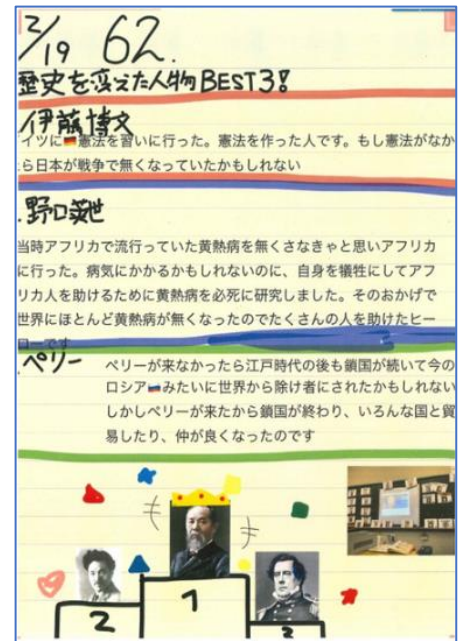 2/19 62.
歴史を変えた人物BEST3!
伊藤博文
イツに🇩🇪憲法を習いに行った。憲法を作った人です。もし憲法がなか
ら日本が戦争で無くなっていたかもしれない
.野口英世
当時アフリカで流行っていた黄熱病を無くさなきゃと思いアフリカ
に行った。病気にかかるかもしれないのに、自身を犠牲にしてアフ
リカ人を助けるために黄熱病を必死に研究しました。そのおかげで
世界にほとんど黄熱病が無くなったのでたくさんの人を助けたヒー
ローです
.ペリー
ペリーが来なかったら江戸時代の後も鎖国が続いて今の
ロシア🇷🇺みたいに世界から除け者にされたかもしれない
しかしペリーが来たから鎖国が終わり、いろんな国と貿
易したり、仲が良くなったのです
2
1
3